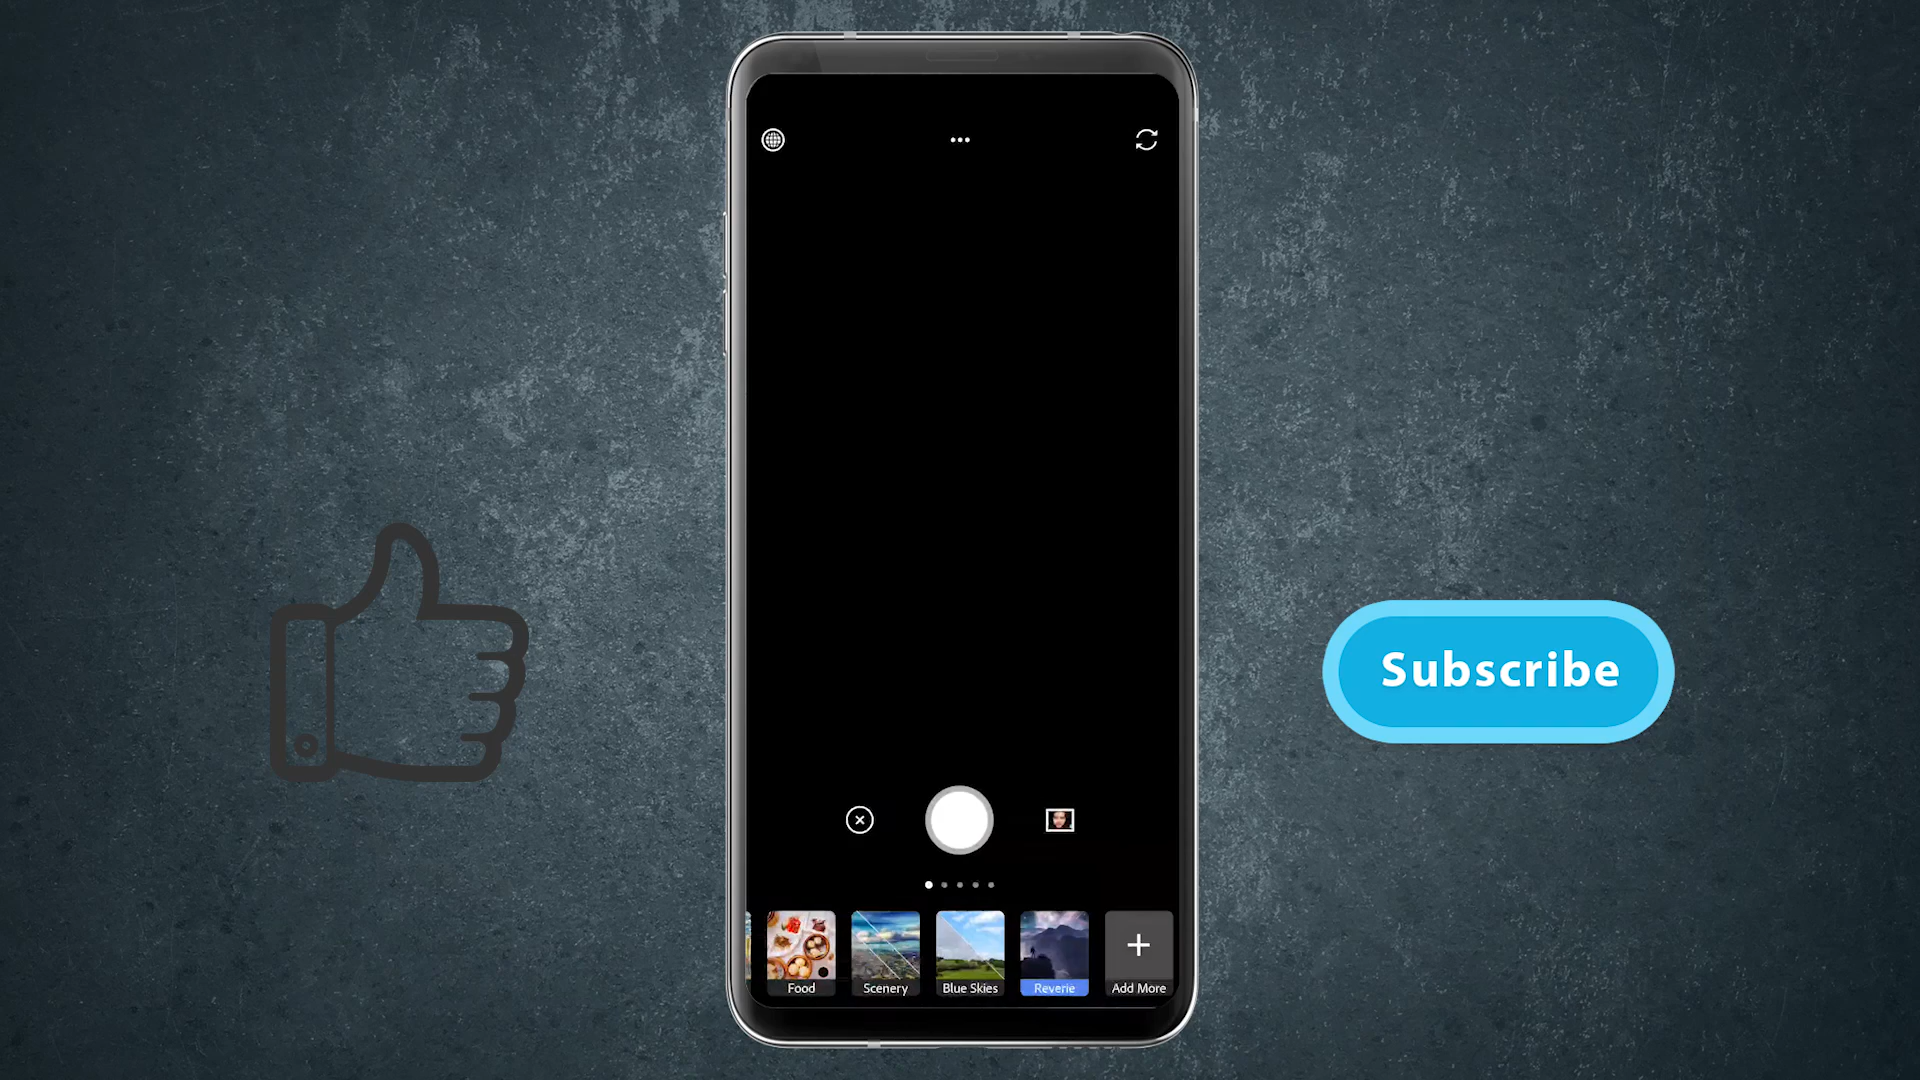 Subscribe
Food
Scenery
Blue Skies
Reverie
Add More